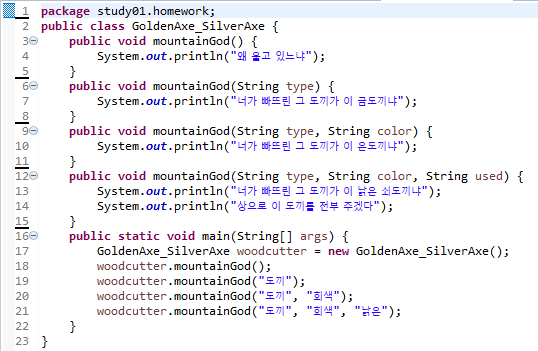 1 package study01.homework;
2 public class GoldenAxe_SilverAxe {
3 public void mountainGod() {
4 System.out.println("왜 울고 있느냐");
5 }
6 public void mountainGod(String type) {
7 System.out.println("너가 빠뜨린 그 도끼가 이 금도끼냐");
8 }
9 public void mountainGod(String type, String color) {
10 System.out.println("너가 빠뜨린 그 도끼가 이 은도끼냐");
11 }
12 public void mountainGod(String type, String color, String used) {
13 System.out.println("너가 빠뜨린 그 도끼가 이 낡은 쇠도끼냐");
14 System.out.println("상으로 이 도끼를 전부 주겠다");
15 }
16 public static void main(String[] args) {
17 GoldenAxe_SilverAxe woodcutter = new GoldenAxe_SilverAxe();
18 woodcutter.mountainGod();
19 woodcutter.mountainGod("도끼");
20 woodcutter.mountainGod("도끼", "회색");
21 woodcutter.mountainGod("도끼", "회색", "낡은");
22 }
23 }